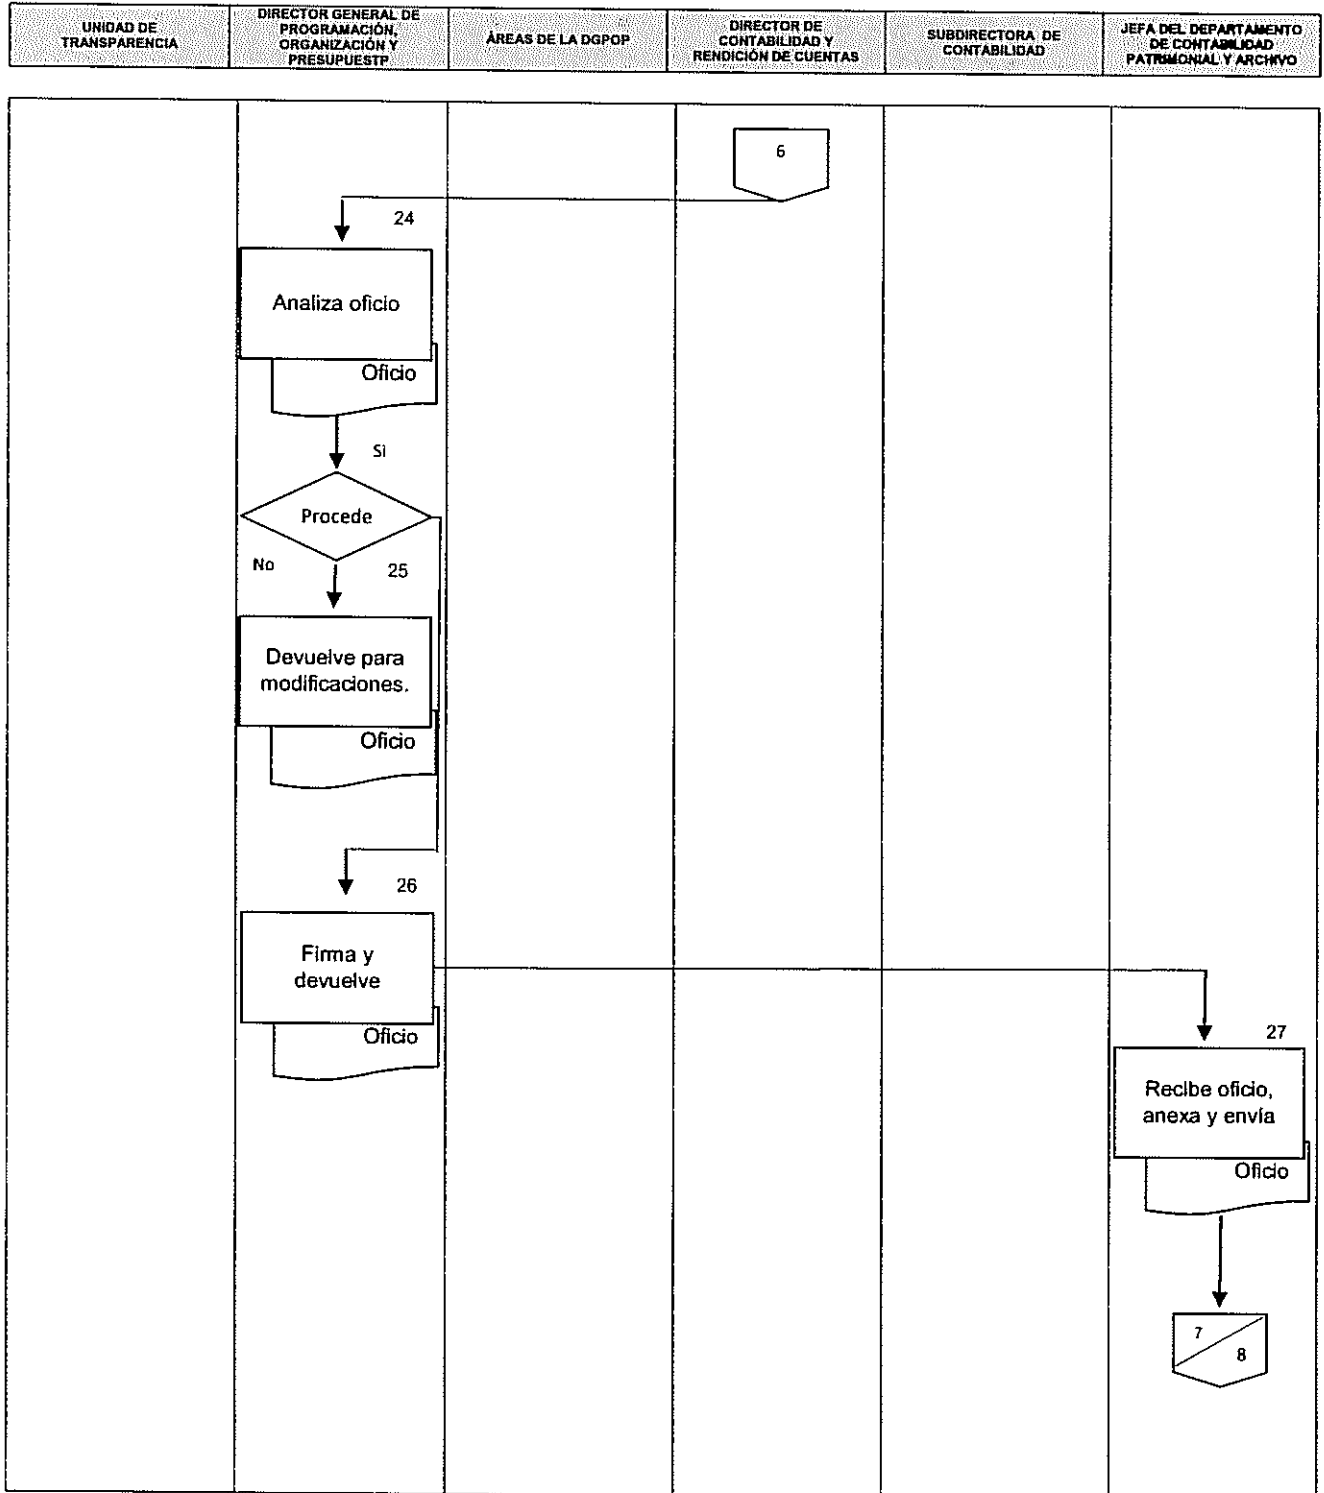 UNIDAD DE
TRANSPARENCIA
DIRECTOR GENERAL DE
PROGRAMACIÓN,
ORGANIZACIÓN Y
PRESUPUESTP
ÀREAS DE LA DGPOP
DIRECTOR DE
CONTABILIDAD Y
RENDICIÓN DE CUENTAS
SUBDIRECTORA DE
CONTABILIDAD
JEFA DEL DEPARTAMENTO
DE CONTABILIDAD
PATRIMONIAL Y ARCHIVO
6
24
Analiza oficio
Oficio
Si
Procede
No
25
Devuelve para
modificaciones.
Oficio
26
Firma y
devuelve
Oficio
27
Recibe oficio,
anexa y envía
Oficio
7
8